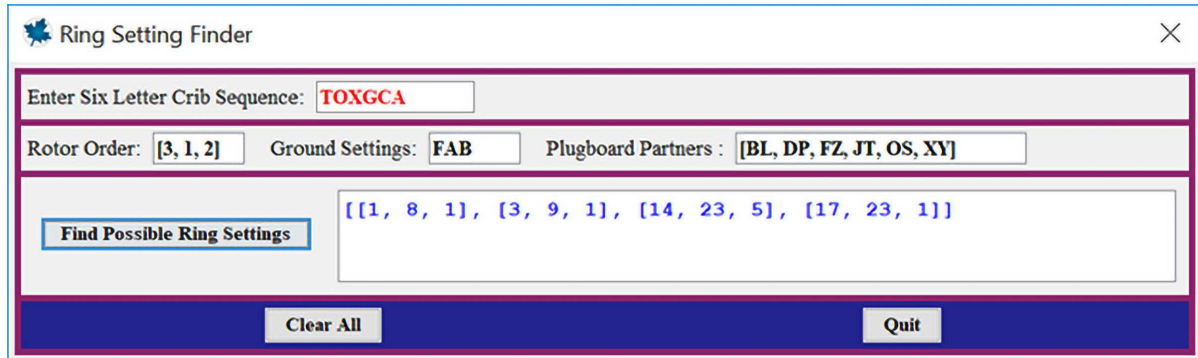 Ring Setting Finder
Enter Six Letter Crib Sequence: TOXGCA
Rotor Order: [3, 1, 2] Ground Settings: FAB Plugboard Partners : [BL, DP, FZ, JT, OS, XY]
[[1, 8, 1], [3, 9, 1], [14, 23, 5], [17, 23, 1]]
Find Possible Ring Settings
Clear All Quit